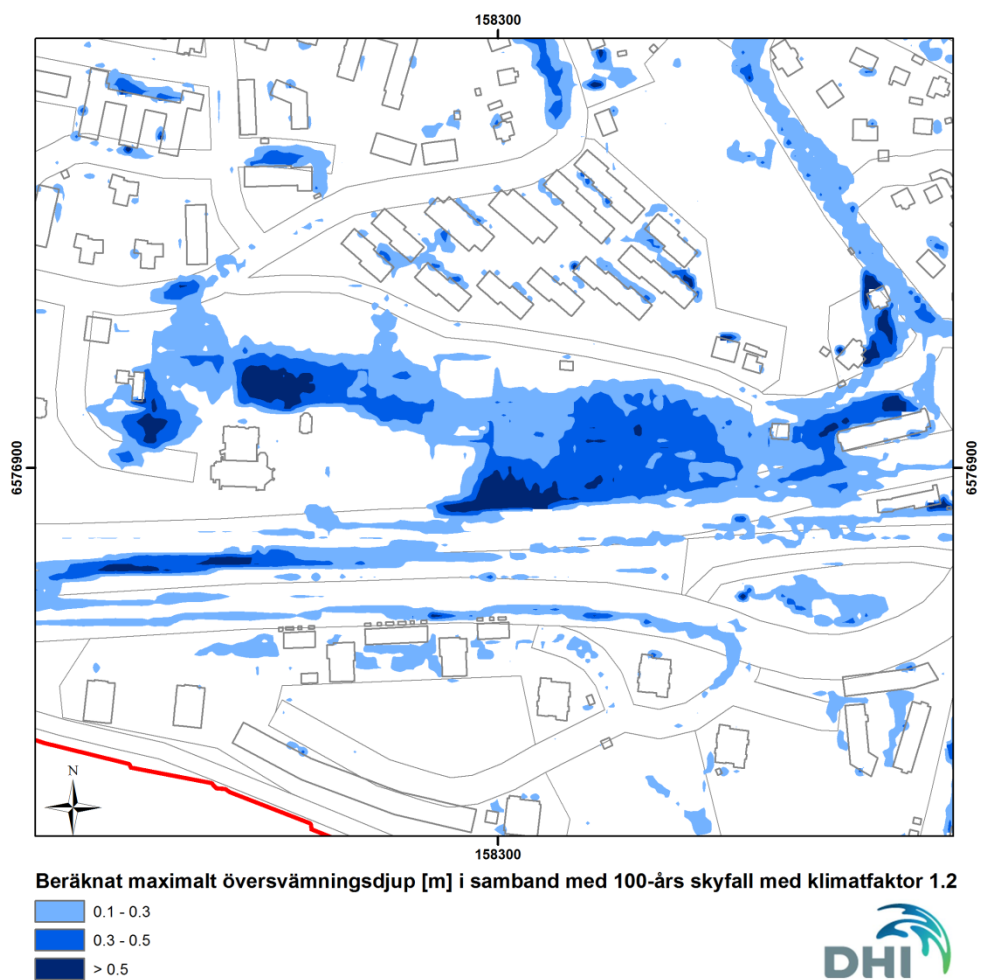 158300
6576900
6576900
N
158300
Beräknat maximalt översvämningsdjup [m] i samband med 100-års skyfall med klimatfaktor 1.2
0.1 - 0.3
0.3 - 0.5
> 0.5
DHI